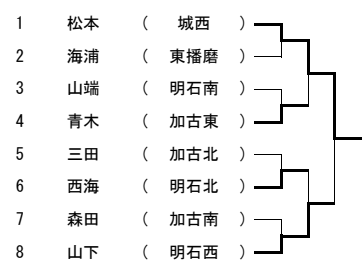 1 松本 ( 城西 )
2 海浦 ( 東播磨 )
3 山端 ( 明石南 )
4 青木 ( 加古東 )
5 三田 ( 加古北 )
6 西海 ( 明石北 )
7 森田 ( 加古南 )
8 山下 ( 明石西 )